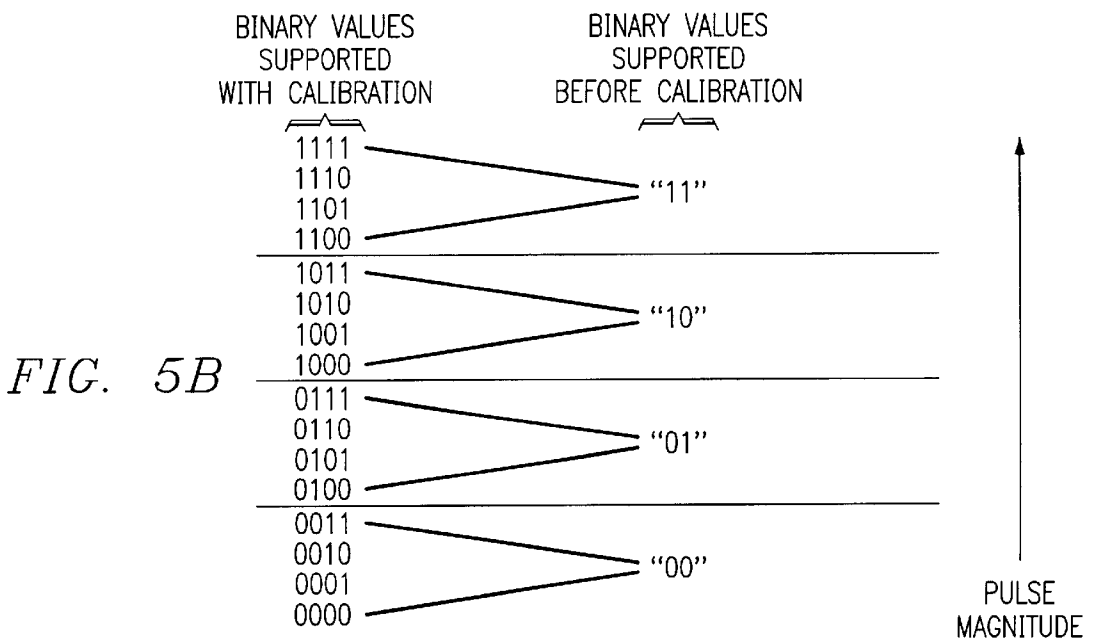 BINARY VALUES
SUPPORTED
WITH CALIBRATION
BINARY VALUES
SUPPORTED
BEFORE CALIBRATION
1111
1110
1101
1100
"11"
1011
1010
1001
1000
"10"
FIG. 5B
0111
0110
0101
0100
"01"
0011
0010
0001
0000
"00"
PULSE
MAGNITUDE